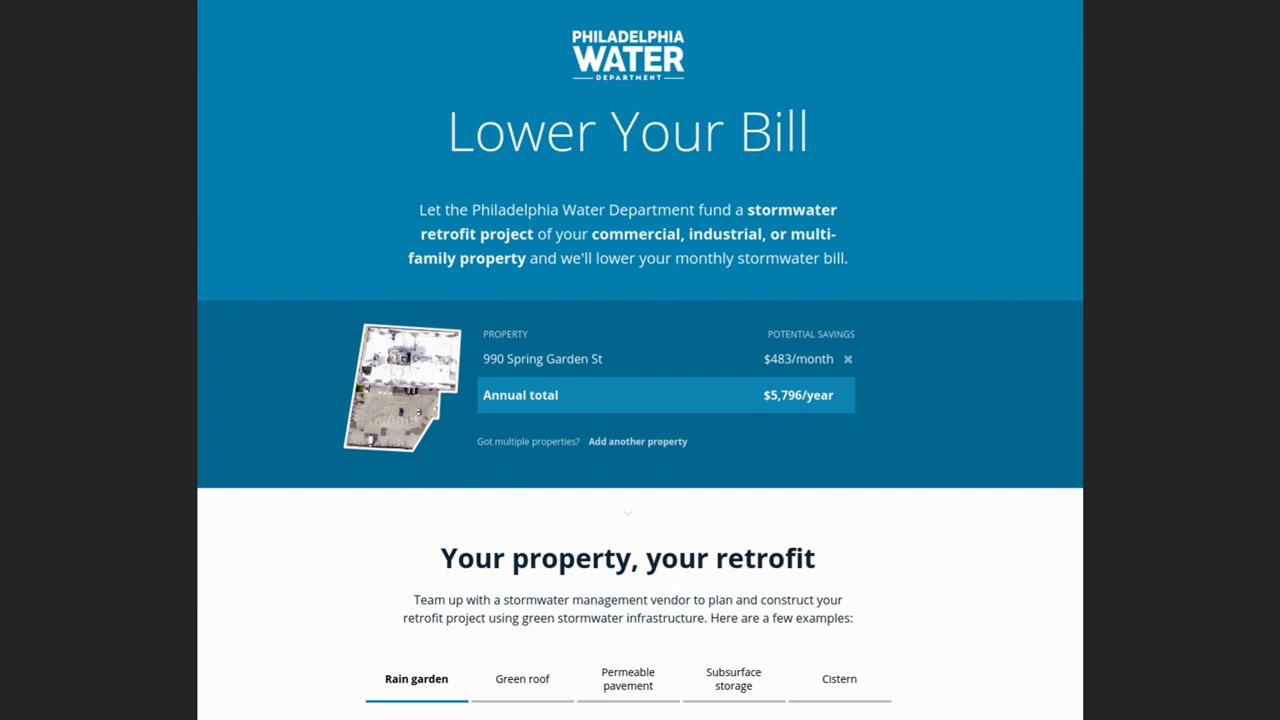 PHILADELPHIA
WATER
DEPARTMENT
Lower Your Bill
Let the Philadelphia Water Department fund a stormwater
retrofit project of your commercial, industrial, or multi-
family property and we'll lower your monthly stormwater bill.
PROPERTY POTENTIAL SAVINGS
990 Spring Garden St $483/month ×
Annual total $5,796/year
Got multiple properties? Add another property
Your property, your retrofit
Team up with a stormwater management vendor to plan and construct your
retrofit project using green stormwater infrastructure. Here are a few examples:
Rain garden Green roof Permeable pavement Subsurface storage Cistern